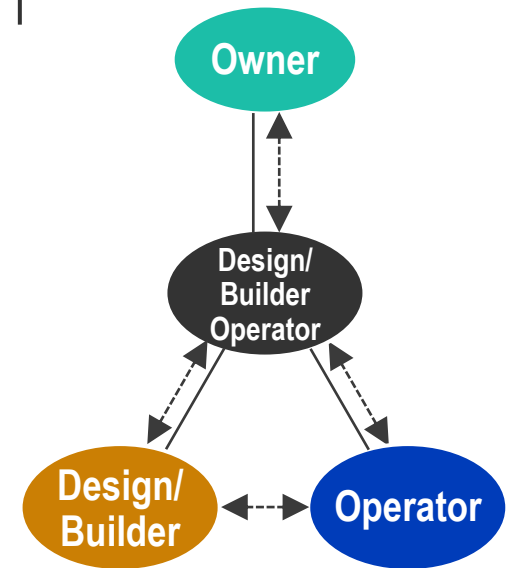 Owner
Design/
Builder
Operator
Design/
Builder
Operator